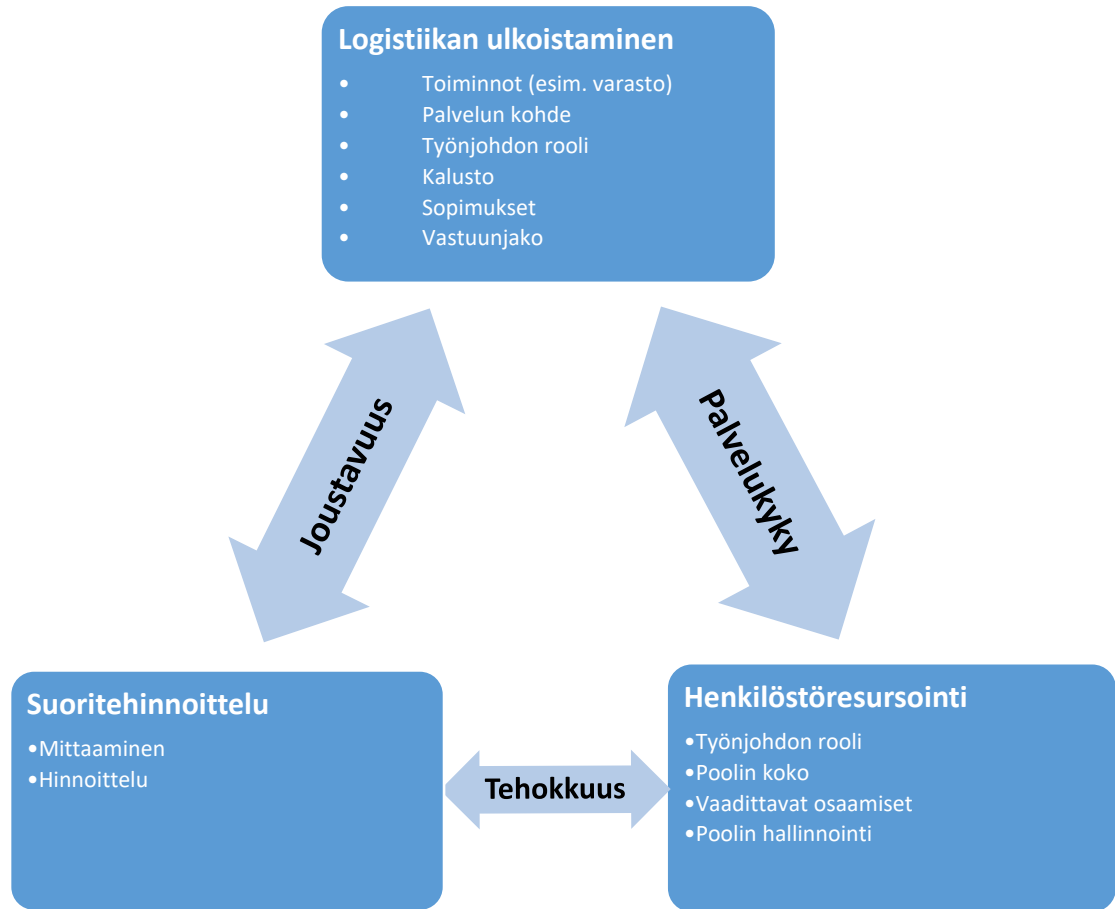 Logistiikan ulkoistaminen
• Toiminnot (esim. varasto)
• Palvelun kohde
• Työnjohdon rooli
• Kalusto
• Sopimukset
• Vastuunjako
Joustavuus
Palvelukyky
Suoritehinnoittelu
•Mittaaminen
•Hinnoittelu
Tehokkuus
Henkilöstöresursointi
•Työnjohdon rooli
•Poolin koko
•Vaadittavat osaamiset
•Poolin hallinnointi